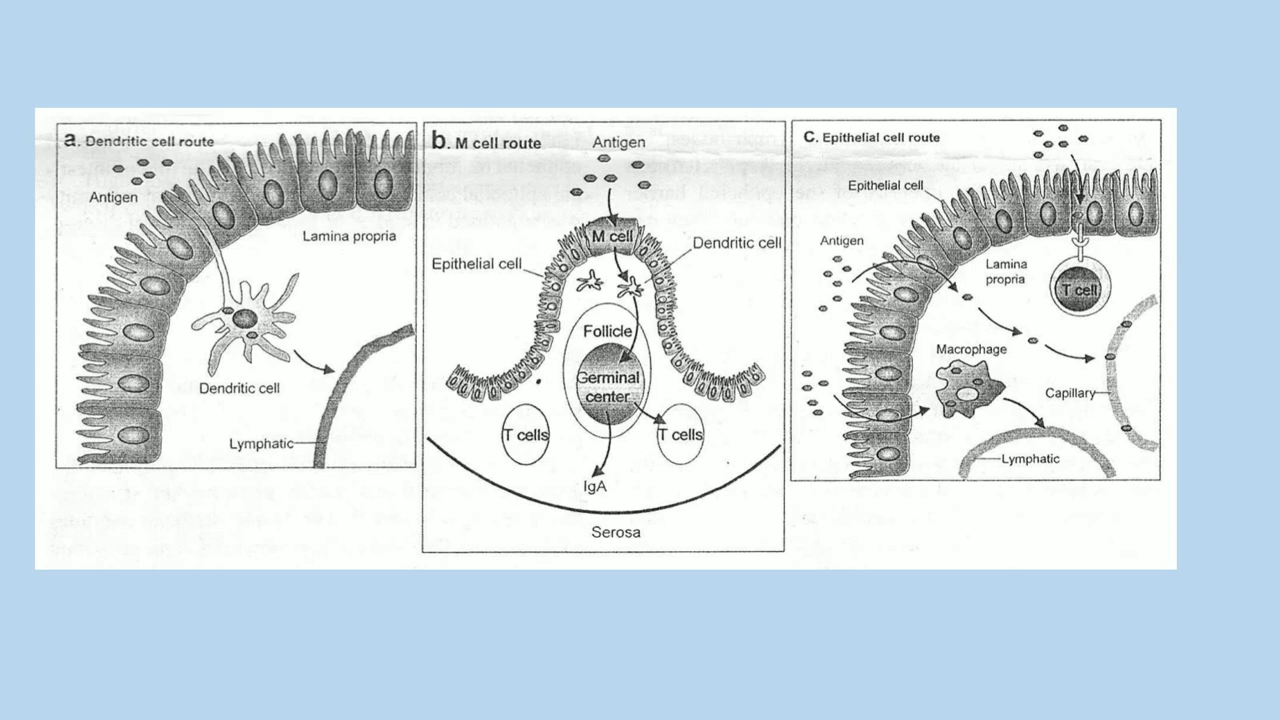 a. Dendritic cell route
Antigen
Lamina propria
Dendritic cell
Lymphatic
b. M cell route
Antigen
M cell
Dendritic cell
Epithelial cell
Follicle
Germinal
center
T cells
T cells
IgA
Serosa
c. Epithelial cell route
Epithelial cell
Antigen
Lamina
propria
T cell
Macrophage
Capillary
Lymphatic